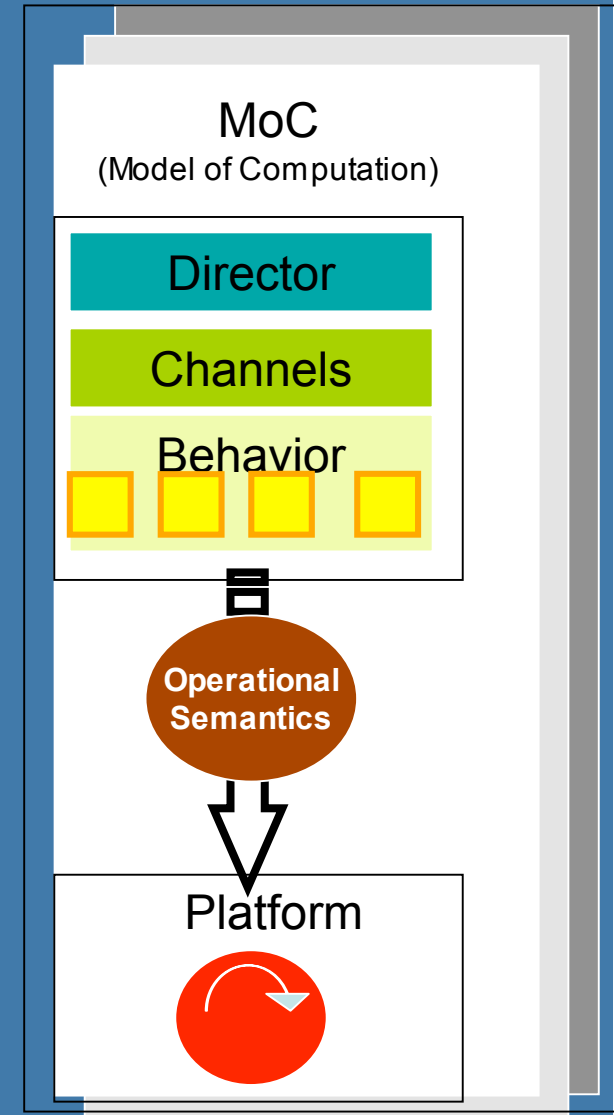 MoC
(Model of Computation)
Director
Channels
Behavior
Operational
Semantics
Platform